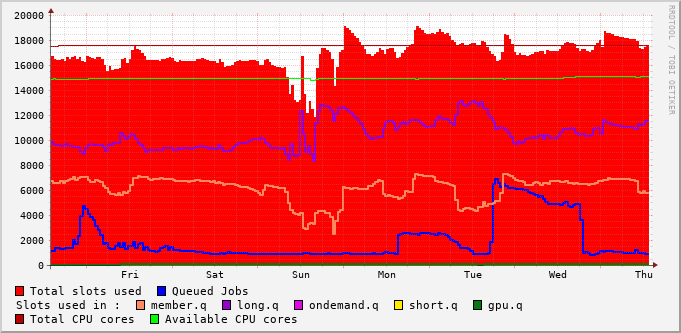 20000
18000
16000
14000
12000
10000
8000
6000
4000
2000
0
Fri Sat Sun Mon Tue Wed Thu
RRDTOOL / TOBI OETIKER
Total slots used Queued Jobs
Slots used in : member.q long.q ondemand.q short.q gpu.q
Total CPU cores Available CPU cores